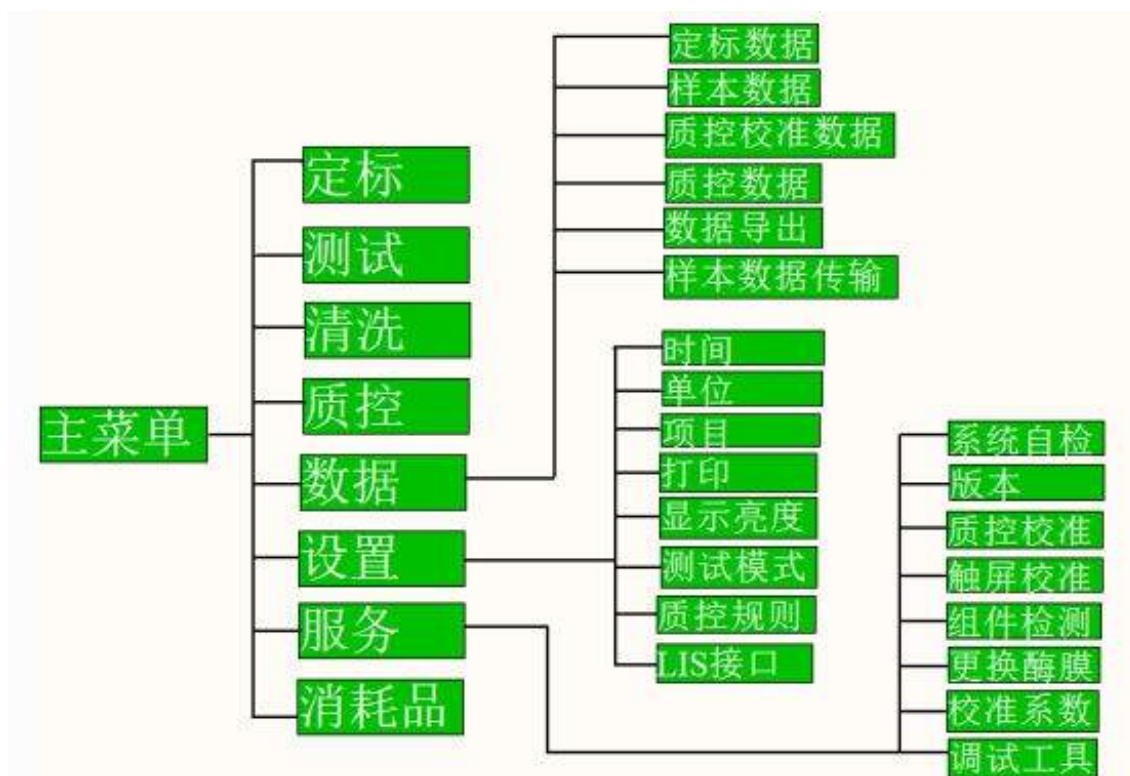 主菜单
定标
测试
清洗
质控
数据
设置
服务
消耗品
定标数据
样本数据
质控校准数据
质控数据
数据导出
样本数据传输
时间
单位
项目
打印
显示亮度
测试模式
质控规则
LIS接口
系统自检
版本
质控校准
触屏校准
组件检测
更换酶膜
校准系数
调试工具